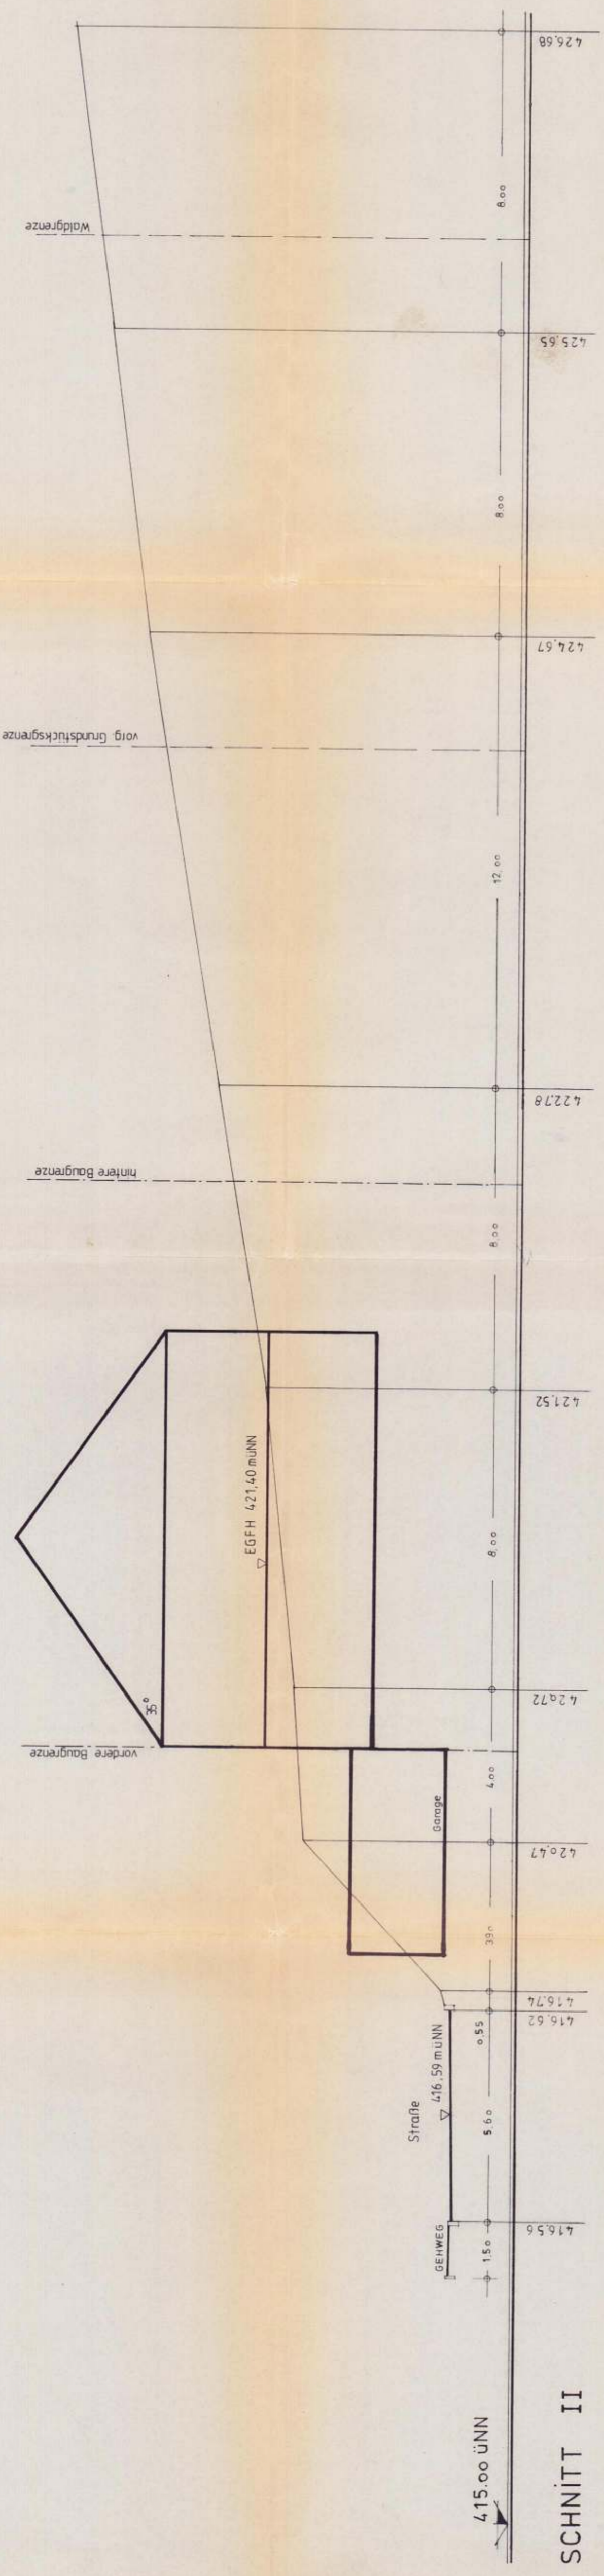 SCHNiTT II
415.oo ÜNN
GEHWEG
Straße
416,59 müNN
Garage
vordere Baugrenze
35°
EGFH 421,40 müNN
hintere Baugrenze
vorg. Grundstücksgrenze
Waldgrenze
1,50
5,60
0,55
3,90
4,00
8,00
8,00
12,00
8,00
8,00
416,56
416,62
416,74
420,47
420,72
421,52
422,78
424,67
425,65
426,68